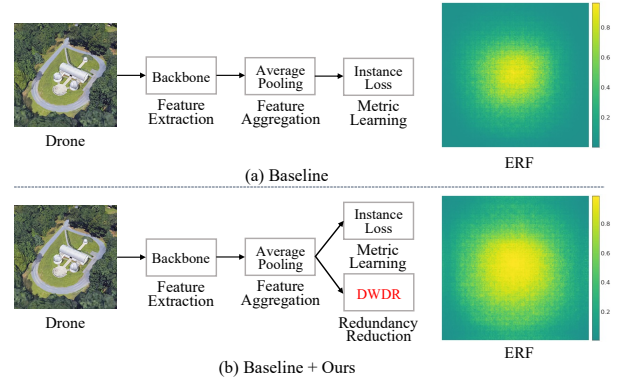 Drone
Backbone
Feature
Extraction
Average
Pooling
Feature
Aggregation
Instance
Loss
Metric
Learning
0.8
0.6
0.4
0.2
ERF
(a) Baseline
Drone
Backbone
Feature
Extraction
Average
Pooling
Feature
Aggregation
Instance
Loss
Metric
Learning
DWDR
Redundancy
Reduction
0.8
0.6
0.4
0.2
ERF
(b) Baseline + Ours